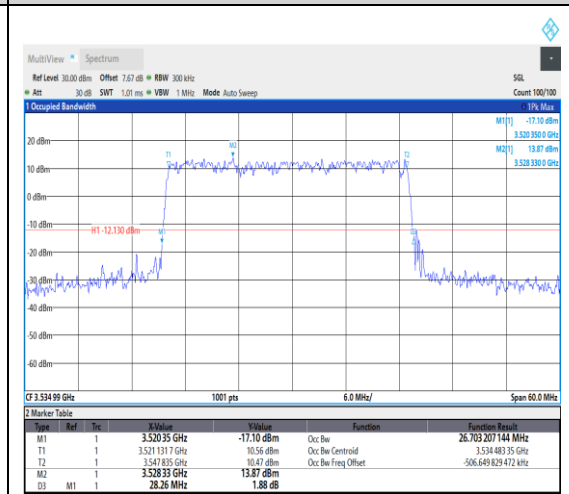 MultiView Spectrum
Ref Level 30.00 dBm Offset 7.67 dB RBW 300 kHz SGL
Att 30 dB SWT 1.01 ms VBW 1 MHz Mode Auto Sweep Count 100/100
1 Occupied Bandwidth 1Pk Max
M1[1] -17.10 dBm
3.520 350 0 GHz
M2[1] 13.87 dBm
3.528 330 0 GHz
20 dBm
M2
T1
T2
10 dBm
0 dBm
-10 dBm
H1 -12.130 dBm
M1
D3
-20 dBm
-30 dBm
-40 dBm
-50 dBm
-60 dBm
CF 3.534 99 GHz 1001 pts 6.0 MHz/ Span 60.0 MHz
2 Marker Table
Type Ref Trc X-Value Y-Value Function Function Result
M1 1 3.520 35 GHz -17.10 dBm Occ Bw 26.703 207 144 MHz
T1 1 3.521 131 7 GHz 10.56 dBm Occ Bw Centroid 3.534 483 35 GHz
T2 1 3.547 835 GHz 10.47 dBm Occ Bw Freq Offset -506.649 829 472 kHz
M2 1 3.528 33 GHz 13.87 dBm
D3 M1 1 28.26 MHz 1.88 dB